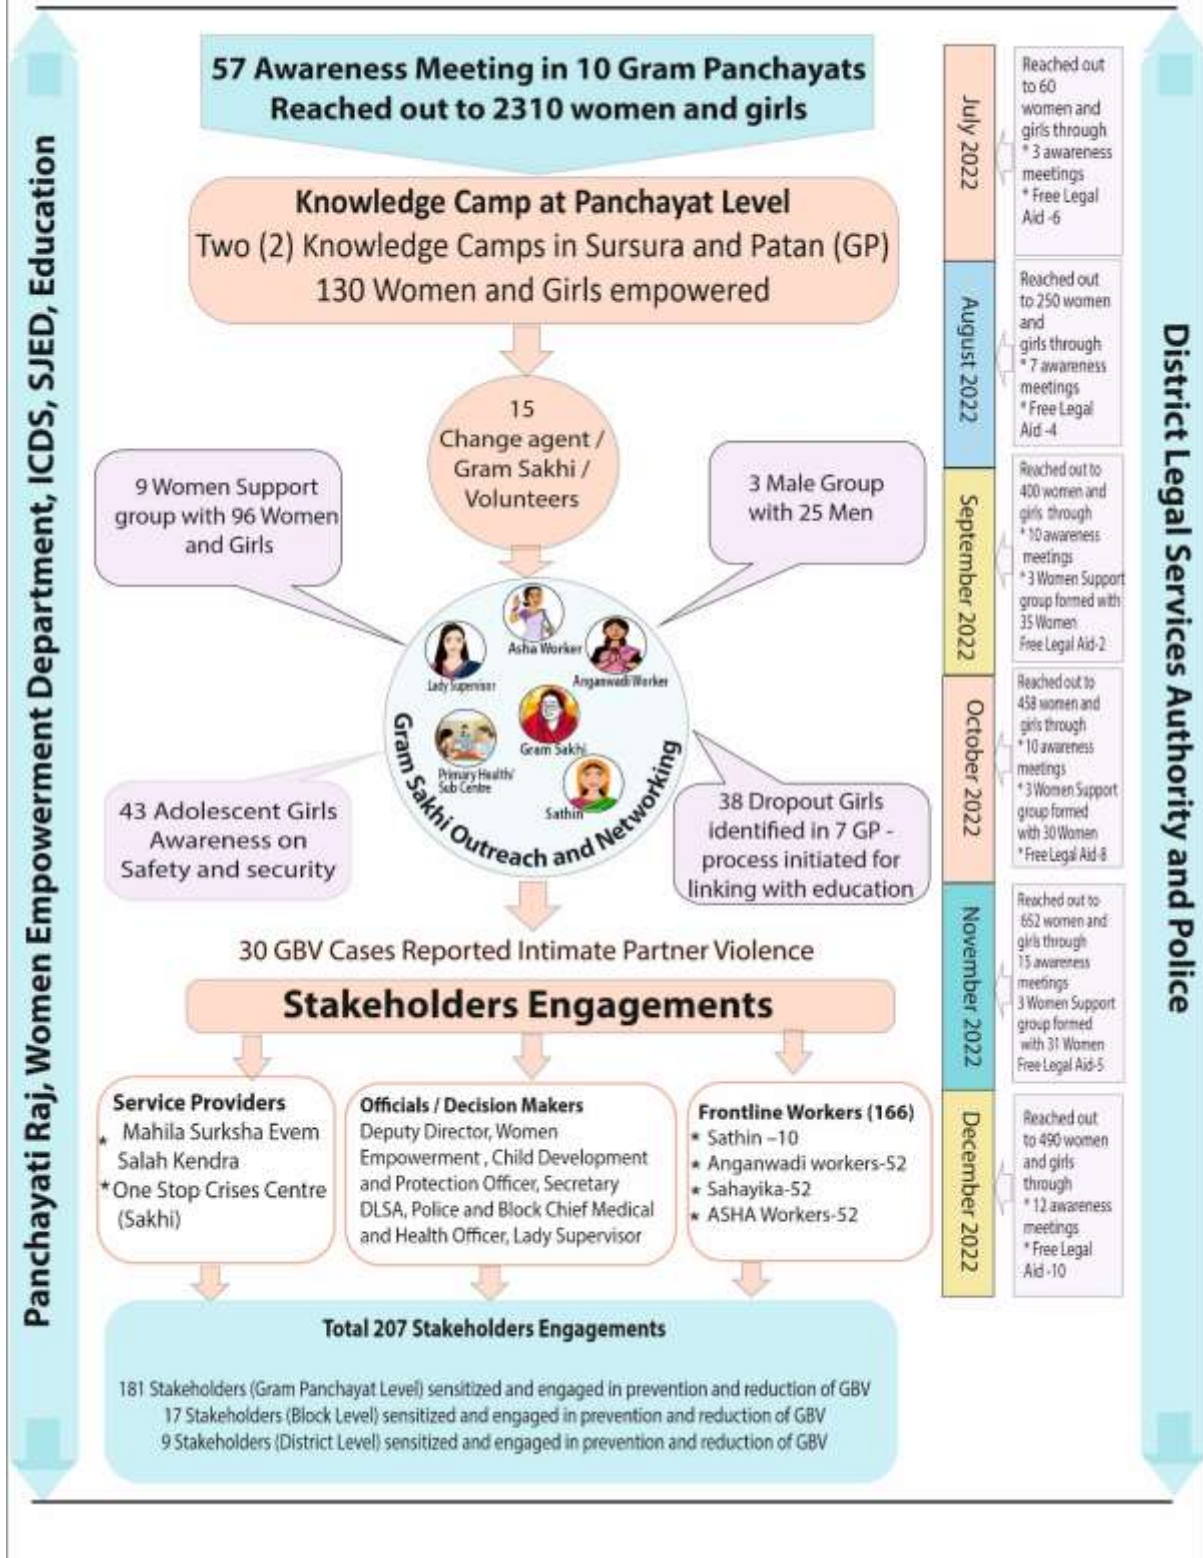 57 Awareness Meeting in 10 Gram Panchayats
Reached out to 2310 women and girls
Knowledge Camp at Panchayat Level
Two (2) Knowledge Camps in Sursura and Patan (GP)
130 Women and Girls empowered
15
Change agent /
Gram Sakhi /
Volunteers
9 Women Support
group with 96 Women
and Girls
3 Male Group
with 25 Men
Asha Worker
Lady Supervisor
Anganwadi Worker
Gram Sakhi
Primary Health/
Sub Centre
Sathin
Gram Sakhi Outreach and Networking
43 Adolescent Girls
Awareness on
Safety and security
38 Dropout Girls
identified in 7 GP -
process initiated for
linking with education
30 GBV Cases Reported Intimate Partner Violence
Stakeholders Engagements
Service Providers
* Mahila Surksha Evem
Salah Kendra
* One Stop Crises Centre
(Sakhi)
Officials / Decision Makers
Deputy Director, Women
Empowerment , Child Development
and Protection Officer, Secretary
DLSA, Police and Block Chief Medical
and Health Officer, Lady Supervisor
Frontline Workers (166)
* Sathin –10
* Anganwadi workers-52
* Sahayika-52
* ASHA Workers-52
Total 207 Stakeholders Engagements
181 Stakeholders (Gram Panchayat Level) sensitized and engaged in prevention and reduction of GBV
17 Stakeholders (Block Level) sensitized and engaged in prevention and reduction of GBV
9 Stakeholders (District Level) sensitized and engaged in prevention and reduction of GBV
Panchayati Raj, Women Empowerment Department, ICDS, SJED, Education
July 2022
Reached out
to 60
women and
girls through
* 3 awareness
meetings
* Free Legal
Aid -6
August 2022
Reached out
to 250 women
and
girls through
* 7 awareness
meetings
* Free Legal
Aid -4
September 2022
Reached out to
400 women and
girls through
* 10 awareness
meetings
* 3 Women Support
group formed with
35 Women
Free Legal Aid-2
October 2022
Reached out to
458 women and
girls through
* 10 awareness
meetings
* 3 Women Support
group formed
with 30 Women
* Free Legal Aid-8
November 2022
Reached out to
652 women and
girls through
15 awareness
meetings
3 Women Support
group formed
with 31 Women
Free Legal Aid-5
December 2022
Reached out
to 490 women
and girls
through
* 12 awareness
meetings
* Free Legal
Aid -10
District Legal Services Authority and Police